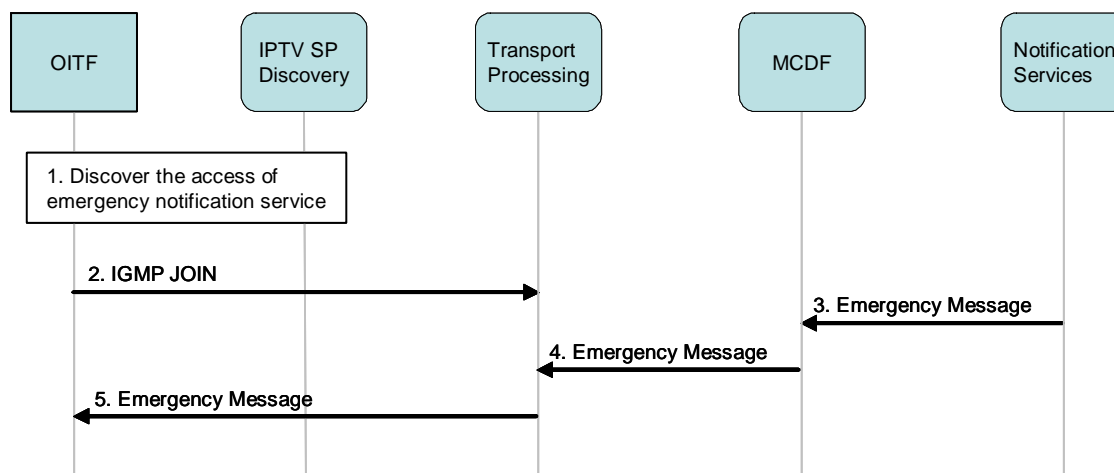 OITF
IPTV SP
Discovery
Transport
Processing
MCDF
Notification
Services
1. Discover the access of
emergency notification service
2. IGMP JOIN
3. Emergency Message
4. Emergency Message
5. Emergency Message